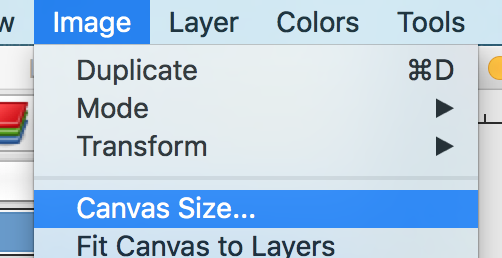 Image Layer Colors Tools
Duplicate ⌘D
Mode ▶
Transform ▶
Canvas Size...
Fit Canvas to Layers